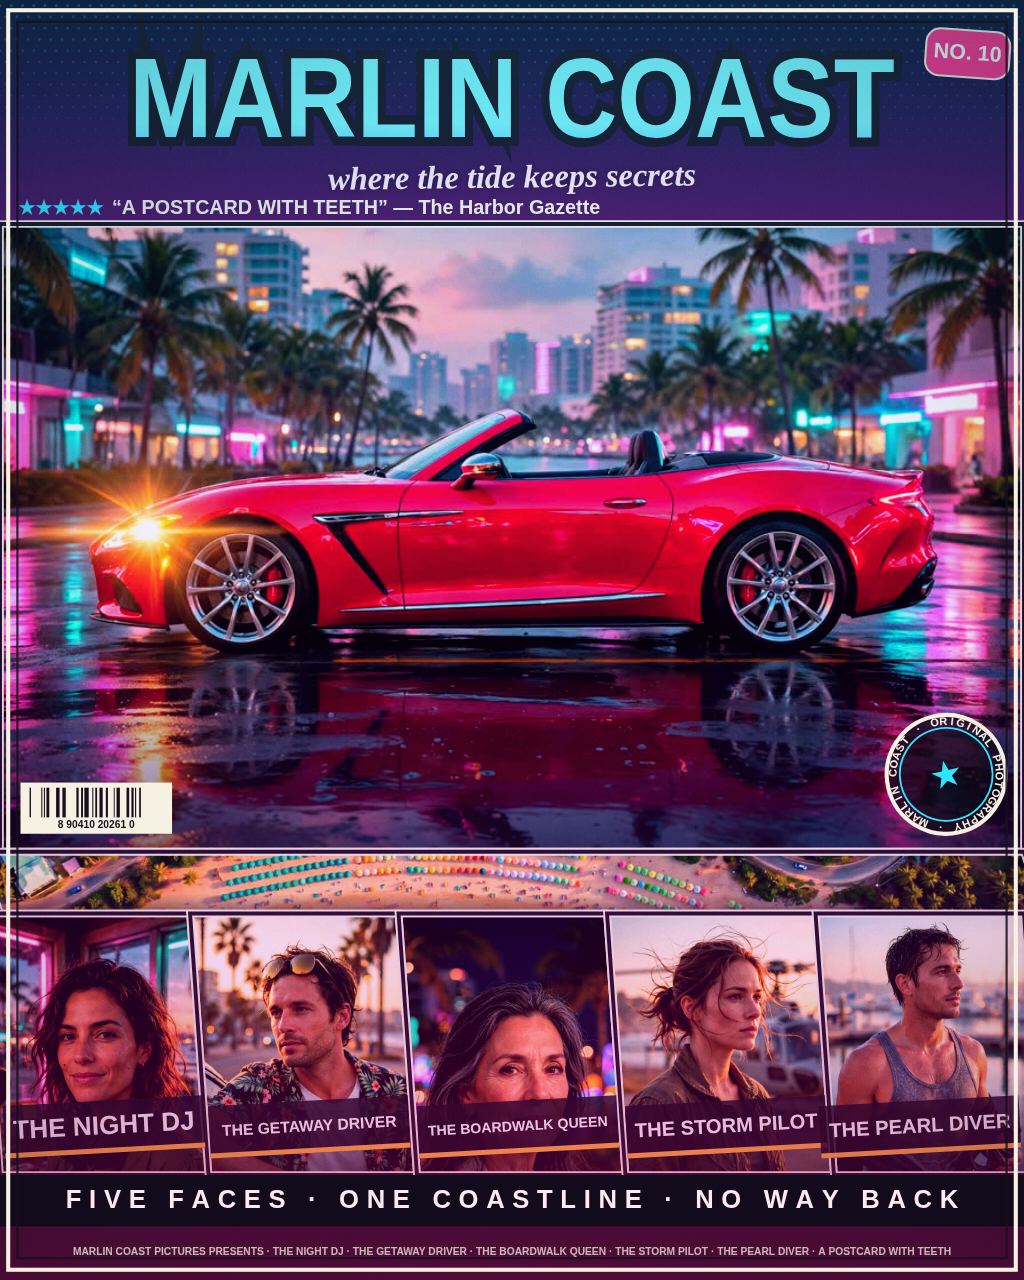 NO. 10
MARLIN COAST
where the tide keeps secrets
★★★★★ “A POSTCARD WITH TEETH” — The Harbor Gazette
MARLIN COAST · ORIGINAL PHOTOGRAPHY ·
8 90410 20261 0
THE NIGHT DJ
THE GETAWAY DRIVER
THE BOARDWALK QUEEN
THE STORM PILOT
THE PEARL DIVER
FIVE FACES · ONE COASTLINE · NO WAY BACK
MARLIN COAST PICTURES PRESENTS · THE NIGHT DJ · THE GETAWAY DRIVER · THE BOARDWALK QUEEN · THE STORM PILOT · THE PEARL DIVER · A POSTCARD WITH TEETH